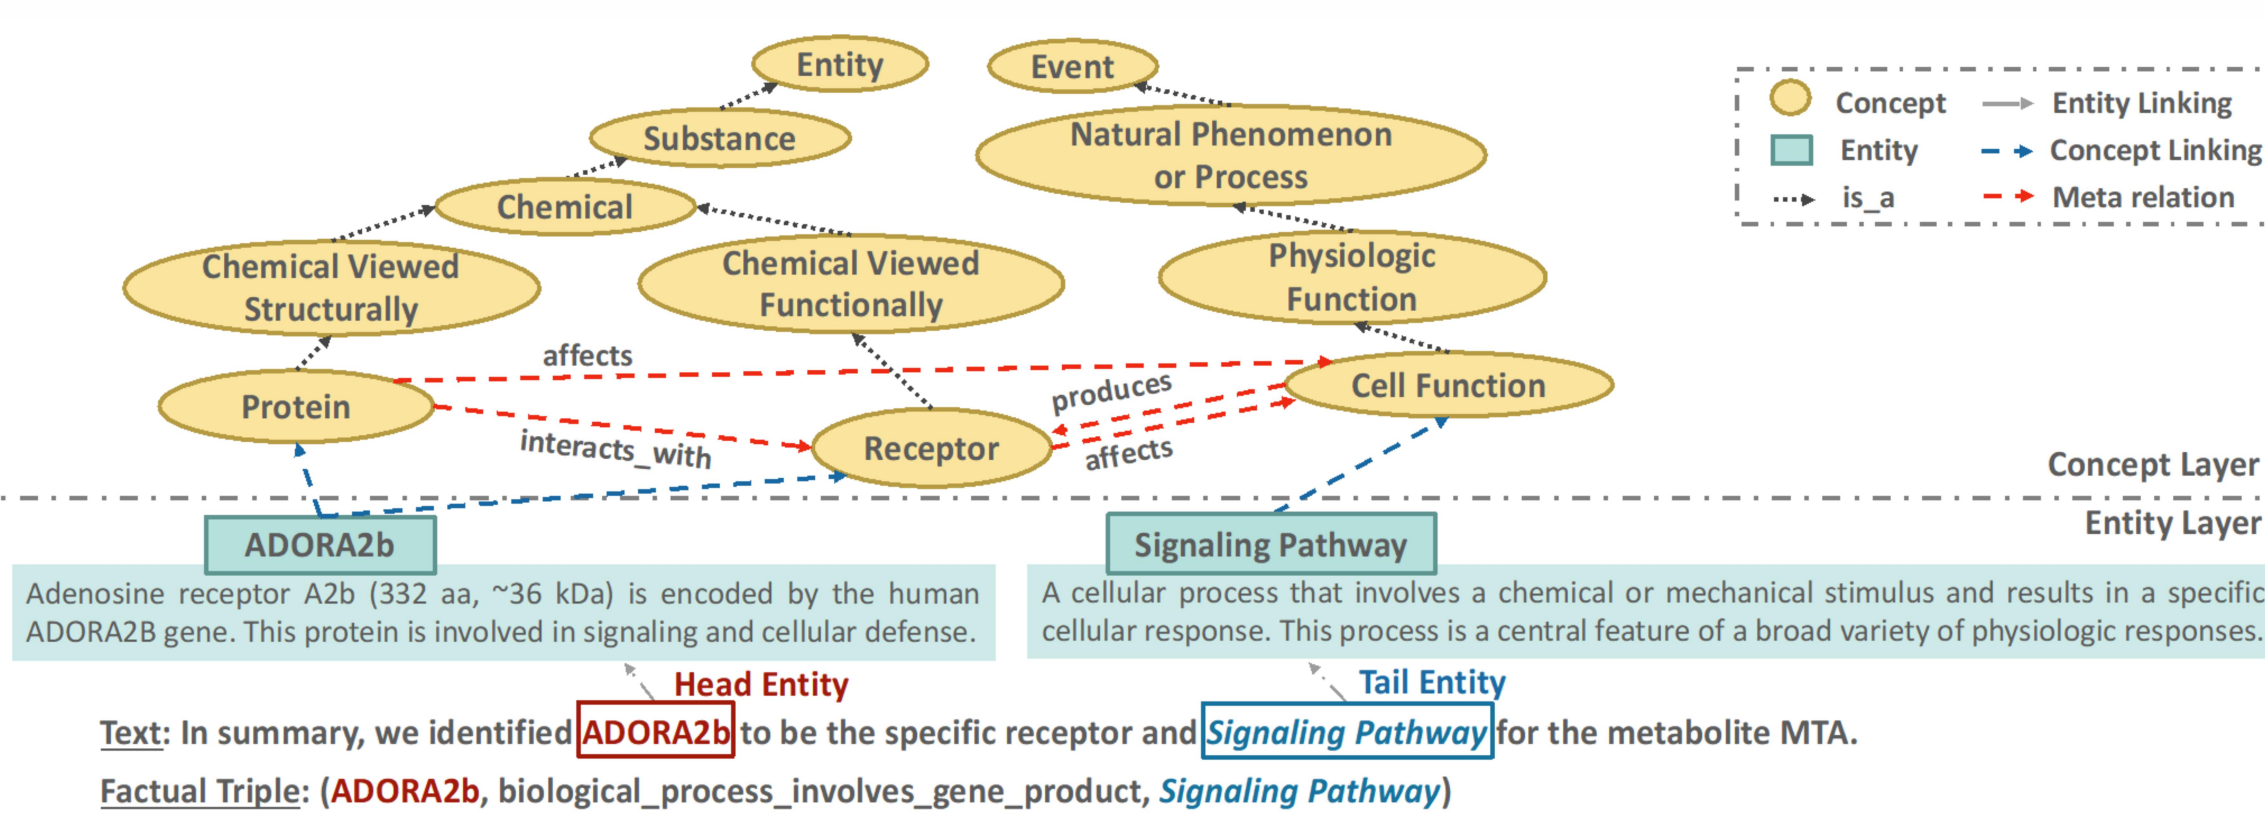 Entity
Event
Concept
Entity Linking
Substance
Natural Phenomenon
or Process
Entity
Concept Linking
Chemical
is_a
Meta relation
Chemical Viewed
Structurally
Chemical Viewed
Functionally
Physiologic
Function
affects
produces
Cell Function
Protein
interacts_with
Receptor
affects
Concept Layer
Entity Layer
ADORA2b
Signaling Pathway
Adenosine receptor A2b (332 aa, ~36 kDa) is encoded by the human
ADORA2B gene. This protein is involved in signaling and cellular defense.
A cellular process that involves a chemical or mechanical stimulus and results in a specific
cellular response. This process is a central feature of a broad variety of physiologic responses.
Head Entity
Tail Entity
Text: In summary, we identified ADORA2b to be the specific receptor and Signaling Pathway for the metabolite MTA.
Factual Triple: (ADORA2b, biological_process_involves_gene_product, Signaling Pathway)